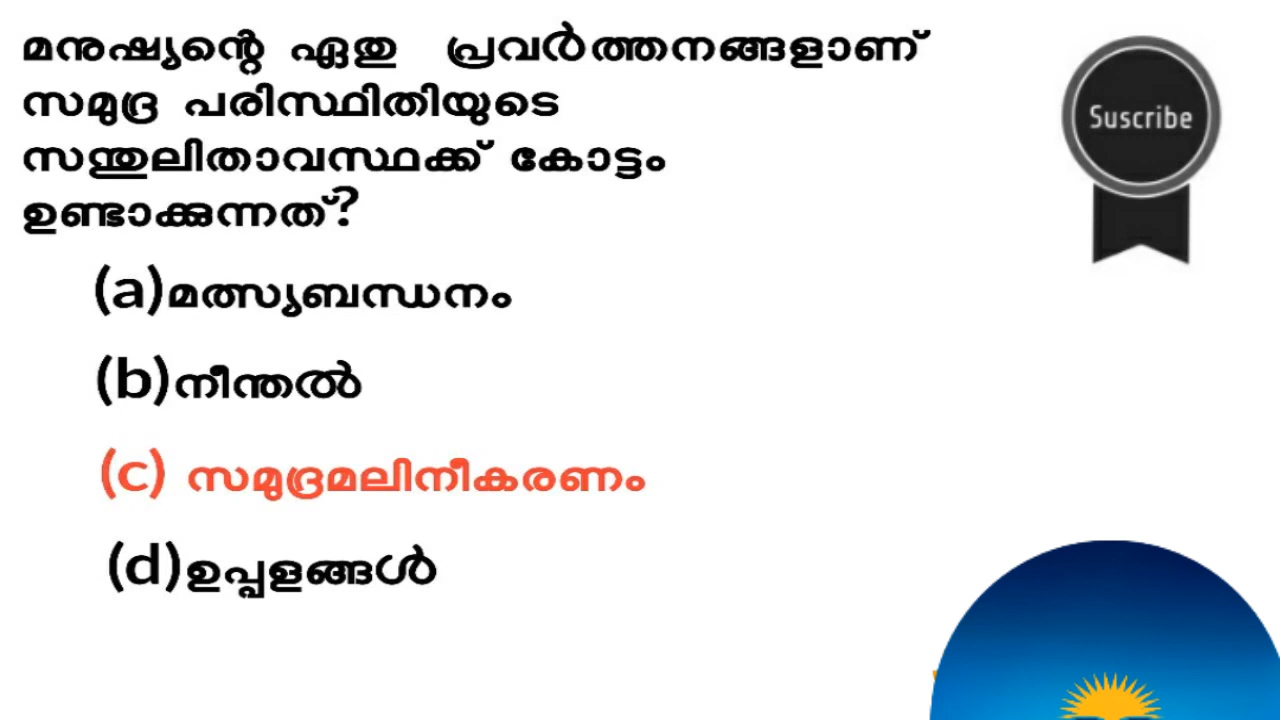 മനുഷ്യന്റെ ഏതു പ്രവർത്തനങ്ങളാണ്
സമുദ്ര പരിസ്ഥിതിയുടെ
സന്തുലിതാവസ്ഥക്ക് കോട്ടം
ഉണ്ടാക്കുന്നത്?
Suscribe
(a)മത്സ്യബന്ധനം
(b)നീന്തൽ
(c) സമുദ്രമലിനീകരണം
(d)ഉപ്പളങ്ങൾ